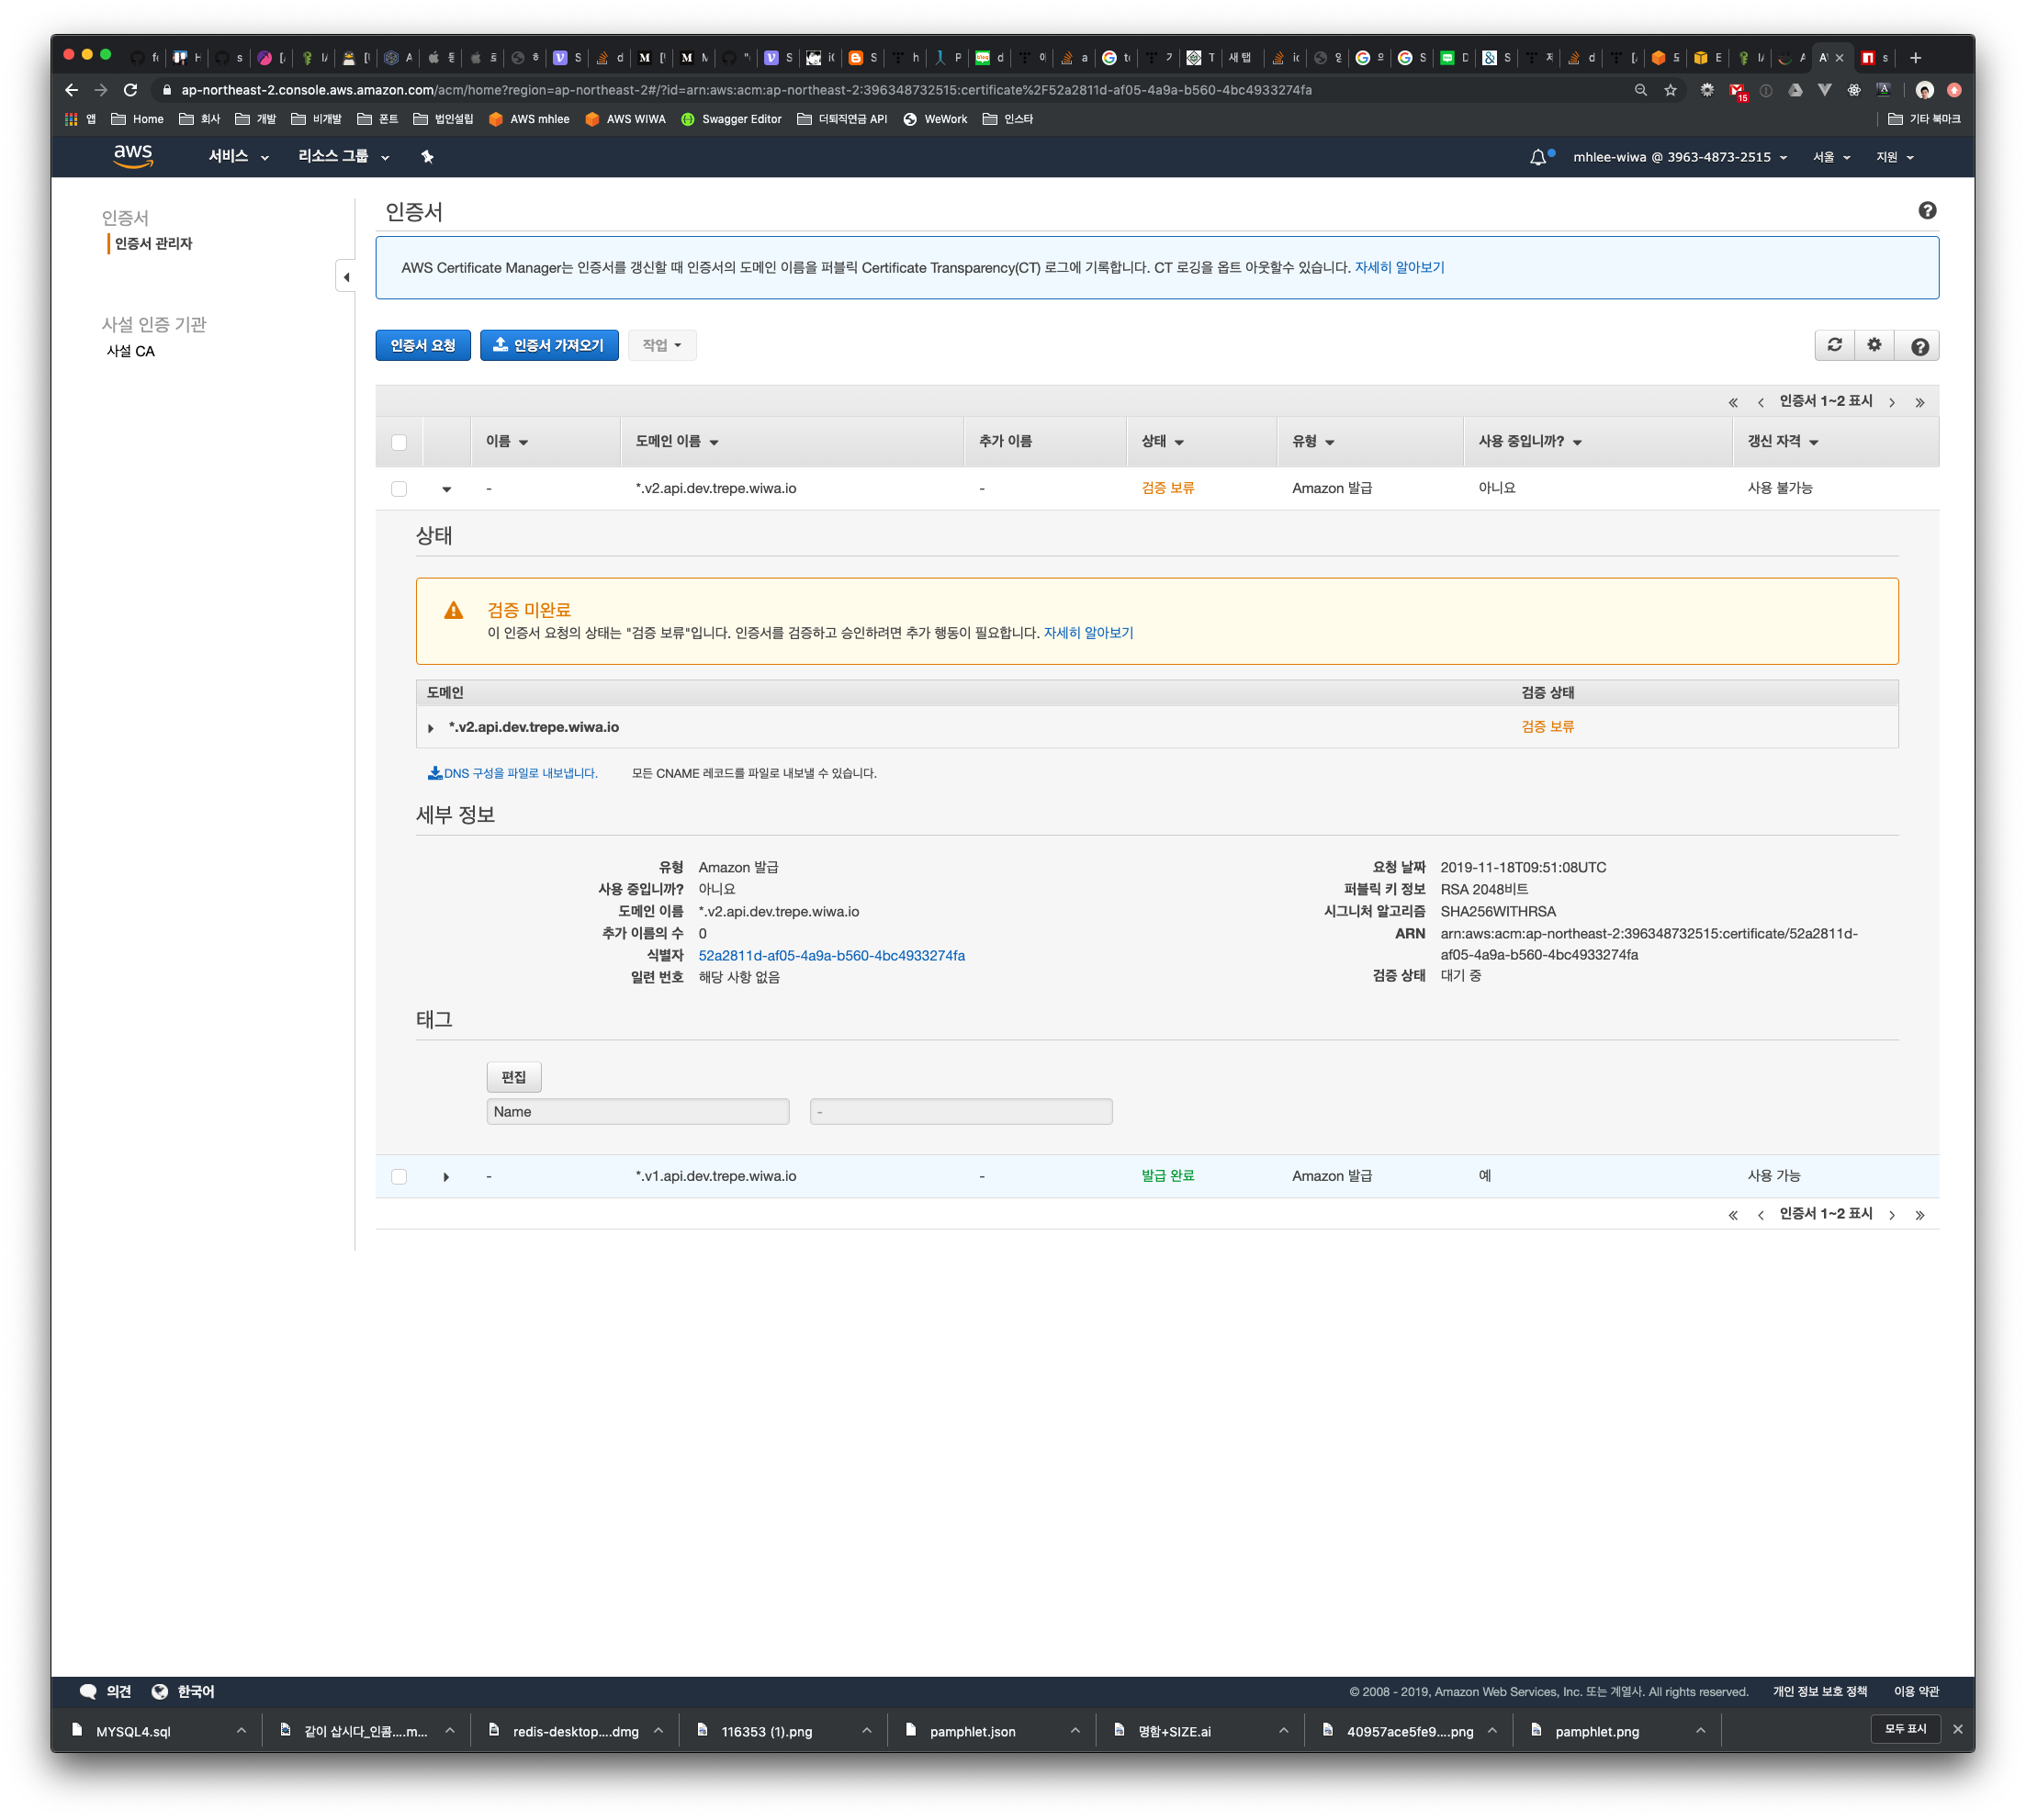 새 탭
ap-northeast-2.console.aws.amazon.com/acm/home?region=ap-northeast-2#/?id=arn:aws:acm:ap-northeast-2:396348732515:certificate%2F52a2811d-af05-4a9a-b560-4bc4933274fa
15
앱 Home 회사 개발 비개발 폰트 법인설립 AWS mhlee AWS WIWA Swagger Editor 더퇴직연금 API WeWork 인스타 기타 북마크
aws 서비스 리소스 그룹 mhlee-wiwa @ 3963-4873-2515 서울 지원
인증서
인증서 관리자
사설 인증 기관
사설 CA
인증서
AWS Certificate Manager는 인증서를 갱신할 때 인증서의 도메인 이름을 퍼블릭 Certificate Transparency(CT) 로그에 기록합니다. CT 로깅을 옵트 아웃할수 있습니다. 자세히 알아보기
인증서 요청 인증서 가져오기 작업
« ‹ 인증서 1~2 표시 › »
이름 도메인 이름 추가 이름 상태 유형 사용 중입니까? 갱신 자격
- *.v2.api.dev.trepe.wiwa.io - 검증 보류 Amazon 발급 아니요 사용 불가능
상태
검증 미완료
이 인증서 요청의 상태는 "검증 보류"입니다. 인증서를 검증하고 승인하려면 추가 행동이 필요합니다. 자세히 알아보기
도메인 검증 상태
*.v2.api.dev.trepe.wiwa.io 검증 보류
DNS 구성을 파일로 내보냅니다. 모든 CNAME 레코드를 파일로 내보낼 수 있습니다.
세부 정보
유형 Amazon 발급
사용 중입니까? 아니요
도메인 이름 *.v2.api.dev.trepe.wiwa.io
추가 이름의 수 0
식별자 52a2811d-af05-4a9a-b560-4bc4933274fa
일련 번호 해당 사항 없음
요청 날짜 2019-11-18T09:51:08UTC
퍼블릭 키 정보 RSA 2048비트
시그니처 알고리즘 SHA256WITHRSA
ARN arn:aws:acm:ap-northeast-2:396348732515:certificate/52a2811d-
af05-4a9a-b560-4bc4933274fa
검증 상태 대기 중
태그
편집
Name -
- *.v1.api.dev.trepe.wiwa.io - 발급 완료 Amazon 발급 예 사용 가능
« ‹ 인증서 1~2 표시 › »
의견 한국어 © 2008 - 2019, Amazon Web Services, Inc. 또는 계열사. All rights reserved. 개인 정보 보호 정책 이용 약관
MYSQL4.sql 같이 삽시다_인콤....m... redis-desktop....dmg 116353 (1).png pamphlet.json 명함+SIZE.ai 40957ace5fe9....png pamphlet.png 모두 표시